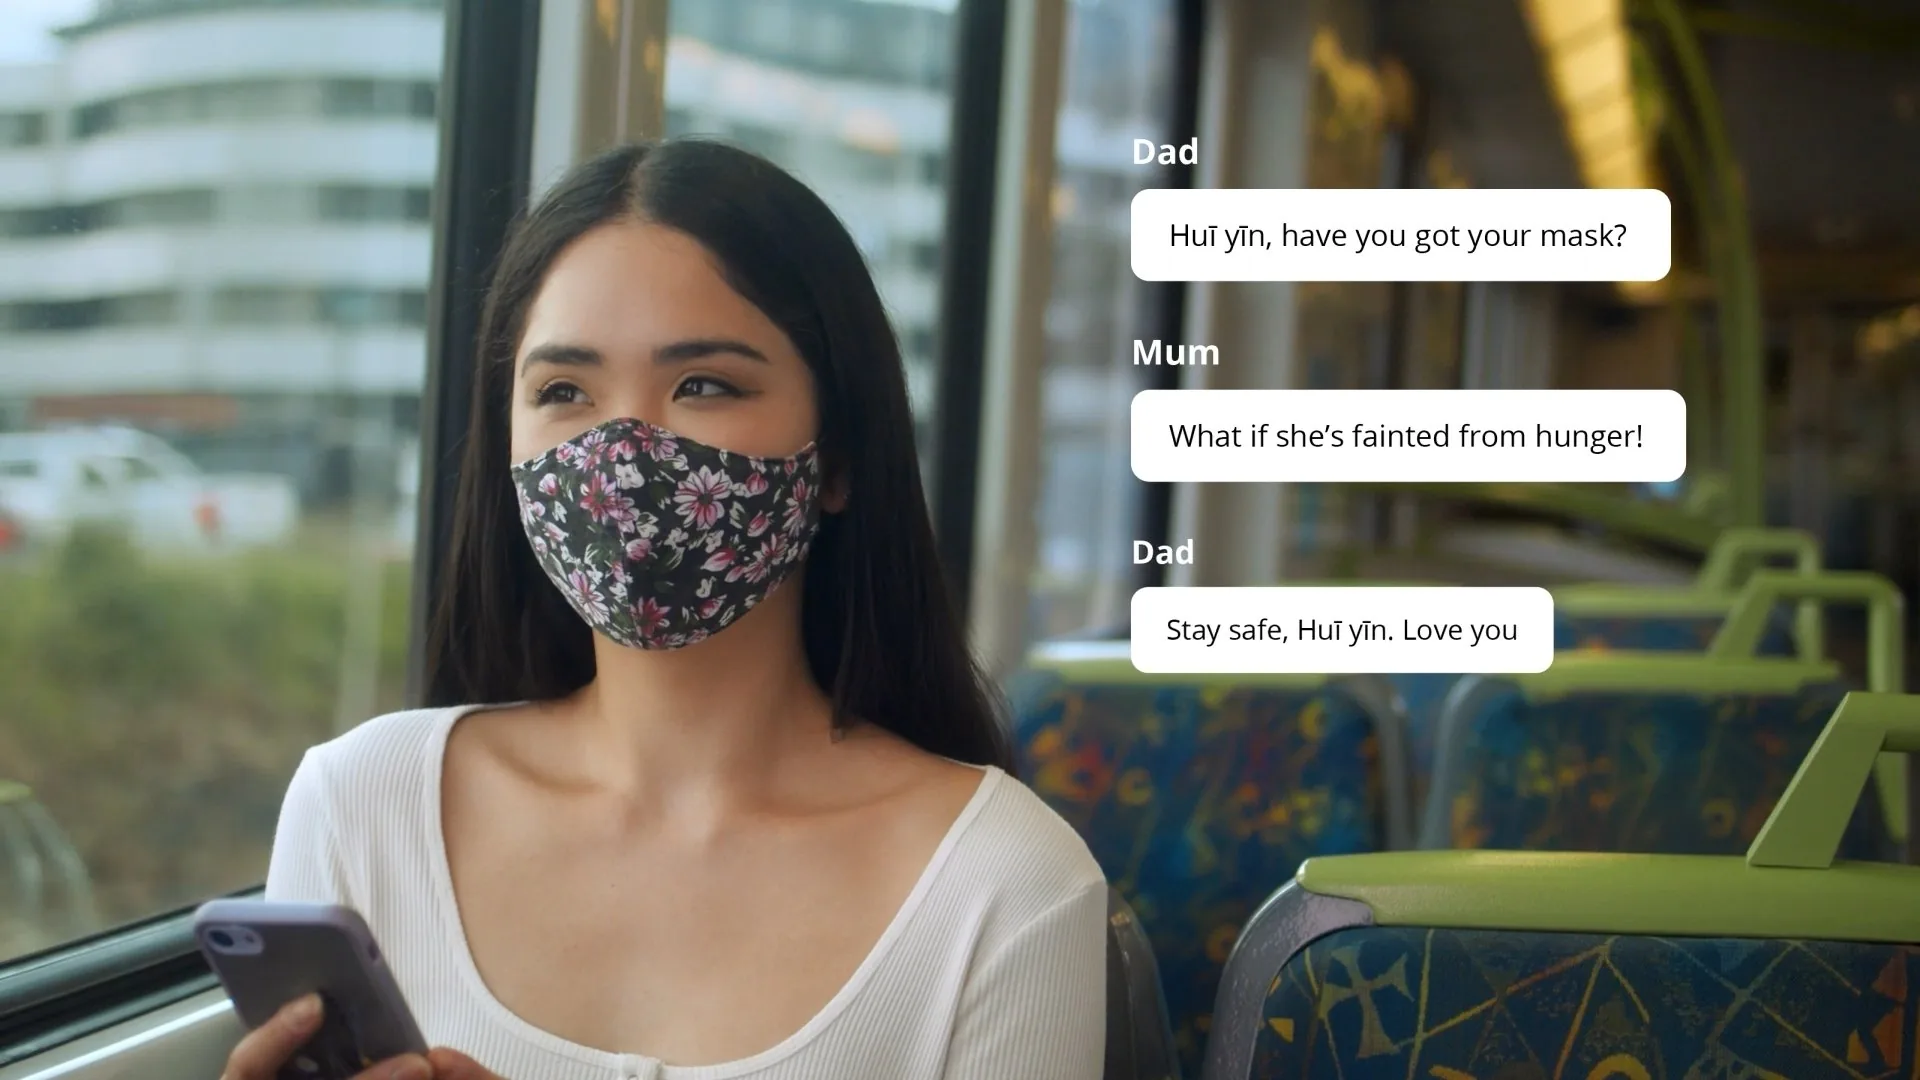 Dad
Huī yīn, have you got your mask?
Mum
What if she’s fainted from hunger!
Dad
Stay safe, Huī yīn. Love you